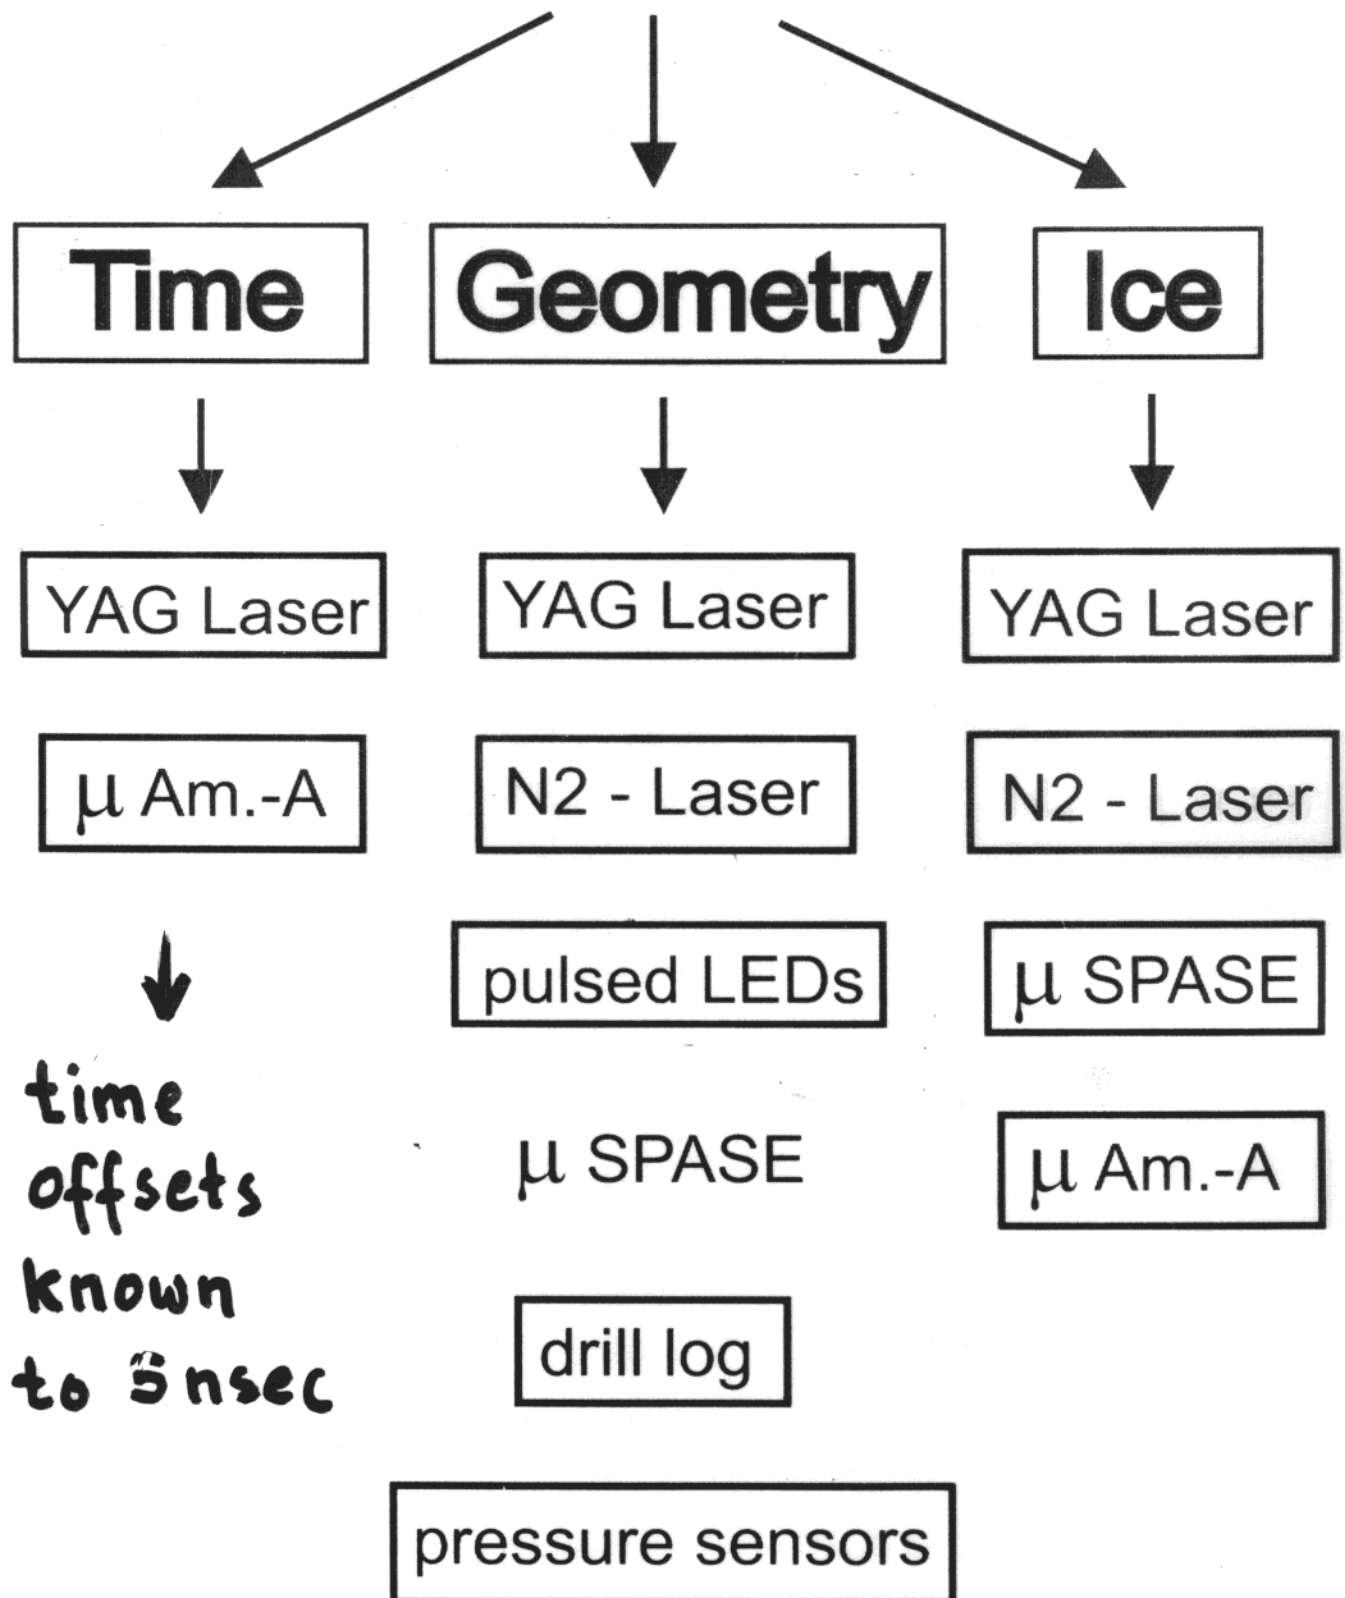 Time
Geometry
Ice
YAG Laser
YAG Laser
YAG Laser
μ Am.-A
N2 - Laser
N2 - Laser
pulsed LEDs
μ SPASE
μ SPASE
μ Am.-A
time
offsets
known
to 5nsec
drill log
pressure sensors